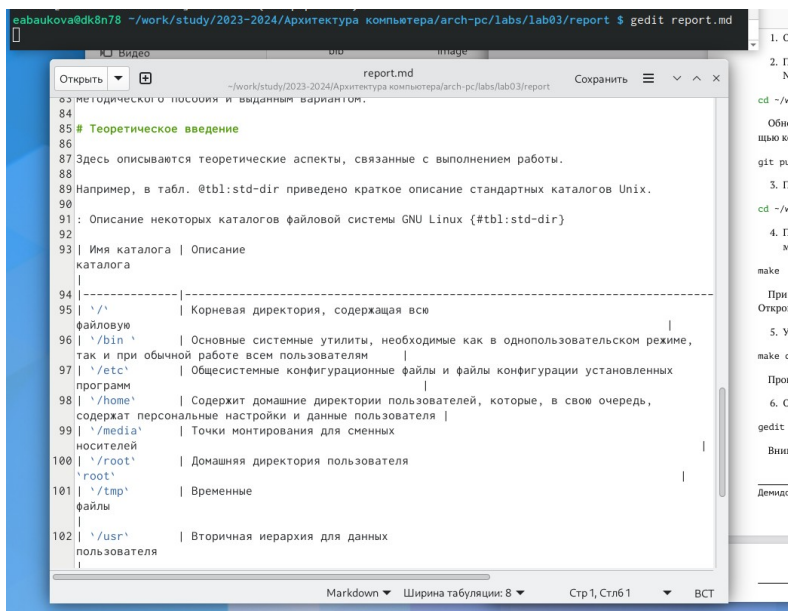 eabaukova@dk8n78 ~/work/study/2023-2024/Архитектура компьютера/arch-pc/labs/lab03/report $ gedit report.md
Видео
Открыть
report.md
~/work/study/2023-2024/Архитектура компьютера/arch-pc/labs/lab03/report
Сохранить
83 методического пособия и выданным вариантом.
84
85 # Теоретическое введение
86
87 Здесь описываются теоретические аспекты, связанные с выполнением работы.
88
89 Например, в табл. @tbl:std-dir приведено краткое описание стандартных каталогов Unix.
90
91 : Описание некоторых каталогов файловой системы GNU Linux {#tbl:std-dir}
92
93 | Имя каталога | Описание
каталога
|
94 |--------------|----------------------------------------------------------------------
95 | `/` | Корневая директория, содержащая всю
файловую |
96 | `/bin ` | Основные системные утилиты, необходимые как в однопользовательском режиме,
так и при обычной работе всем пользователям |
97 | `/etc` | Общесистемные конфигурационные файлы и файлы конфигурации установленных
программ |
98 | `/home` | Содержит домашние директории пользователей, которые, в свою очередь,
содержат персональные настройки и данные пользователя |
99 | `/media` | Точки монтирования для сменных
носителей |
100 | `/root` | Домашняя директория пользователя
`root` |
101 | `/tmp` | Временные
файлы
|
102 | `/usr` | Вторичная иерархия для данных
пользователя
Markdown Ширина табуляции: 8 Стр 1, Стлб 1 ВСТ
1.
2.
cd ~/
3.
cd ~/
4.
make
При
5.
make
6.
gedit